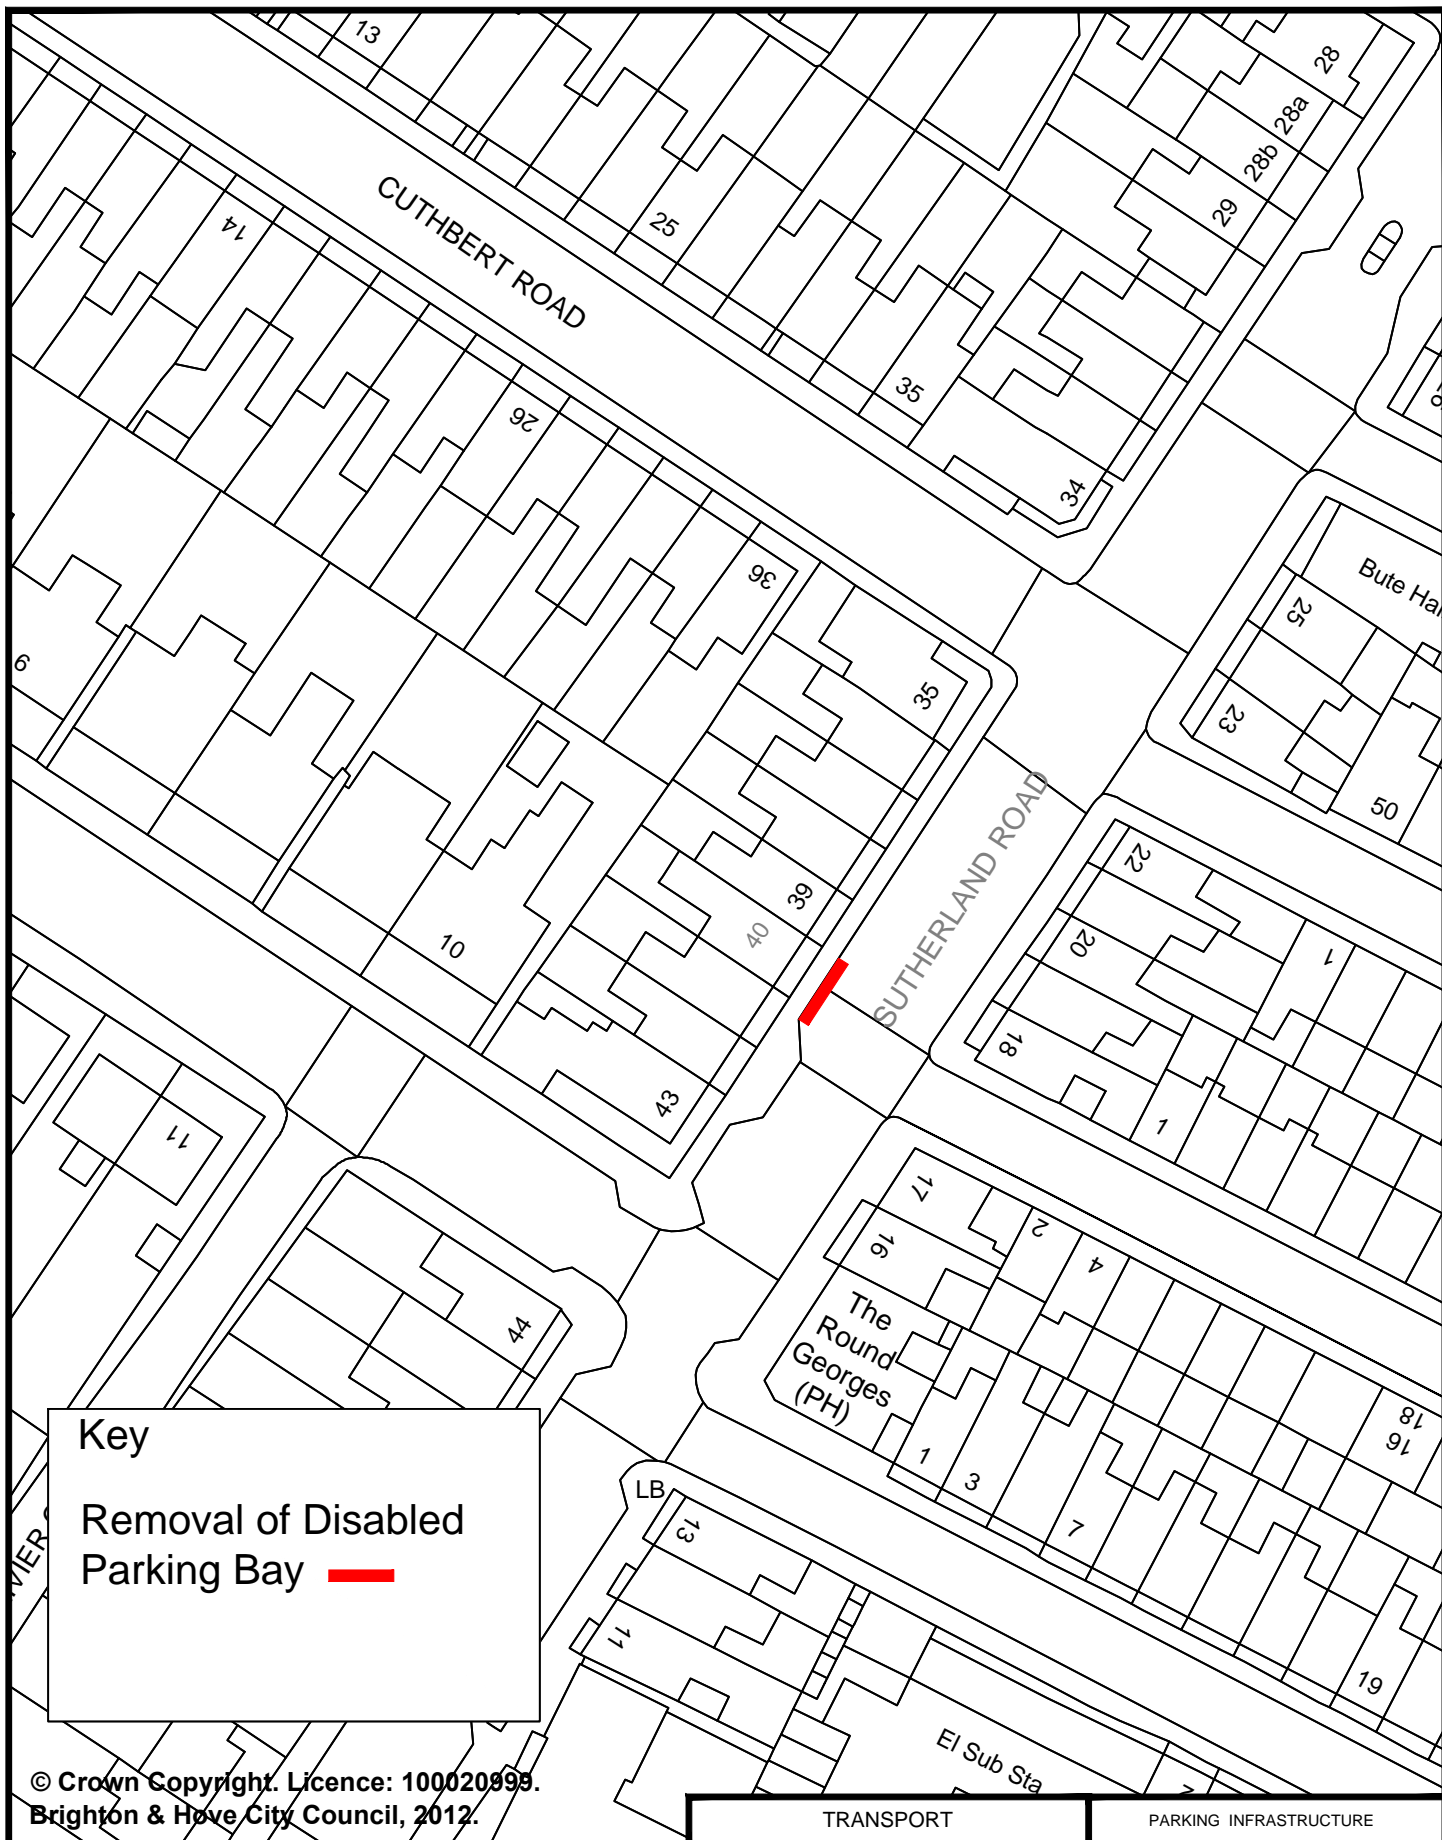 13
28
28a
28b
29
14
CUTHBERT ROAD
25
35
34
26
36
Bute
25
23
50
9
35
SUTHERLAND ROAD
39
40
22
20
18
1
1
10
43
11
17
16
2
4
The
Round
Georges
(PH)
44
18
16
1
3
7
19
LB
13
11
El Sub Sta
7
Key
Removal of Disabled
Parking Bay
© Crown Copyright. Licence: 100020999.
Brighton & Hove City Council, 2012.
TRANSPORT
PARKING INFRASTRUCTURE